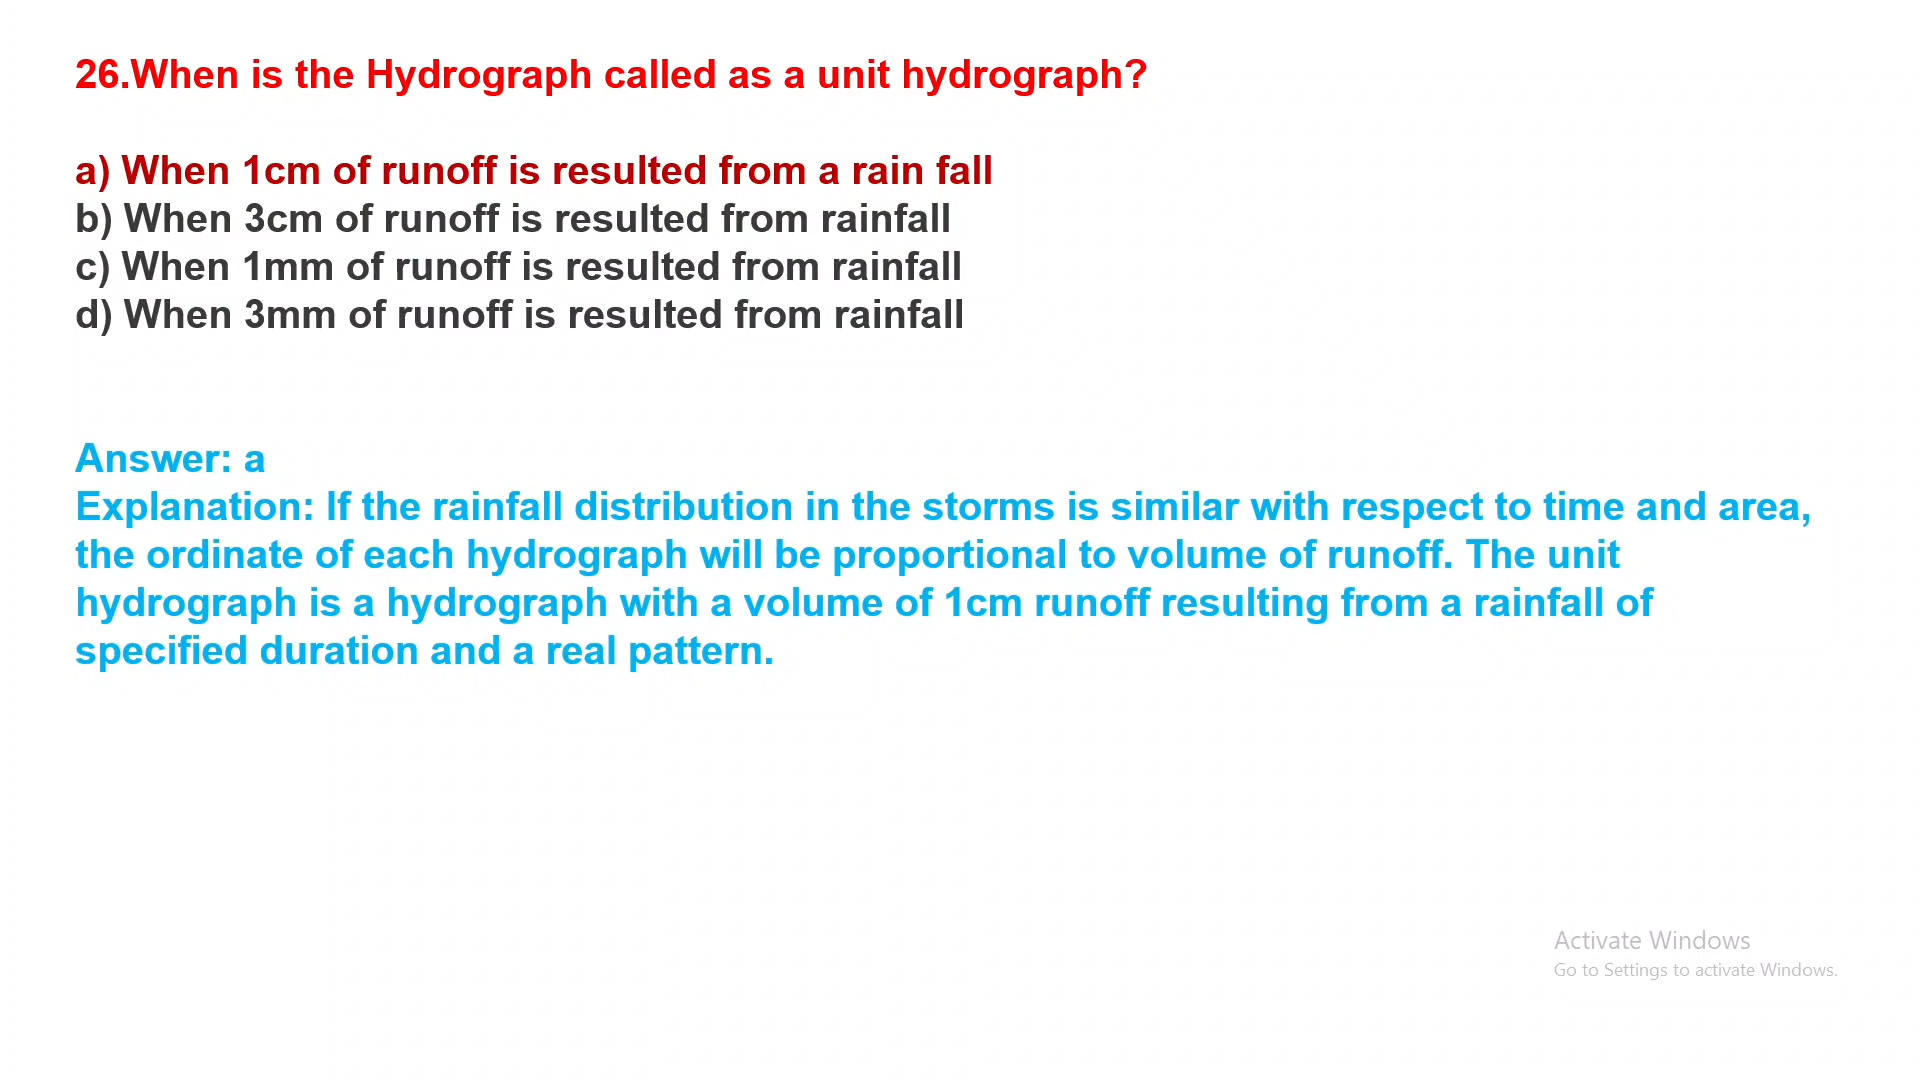 26.When is the Hydrograph called as a unit hydrograph?
a) When 1cm of runoff is resulted from a rain fall
b) When 3cm of runoff is resulted from rainfall
c) When 1mm of runoff is resulted from rainfall
d) When 3mm of runoff is resulted from rainfall
Answer: a
Explanation: If the rainfall distribution in the storms is similar with respect to time and area,
the ordinate of each hydrograph will be proportional to volume of runoff. The unit
hydrograph is a hydrograph with a volume of 1cm runoff resulting from a rainfall of
specified duration and a real pattern.
Activate Windows
Go to Settings to activate Windows.